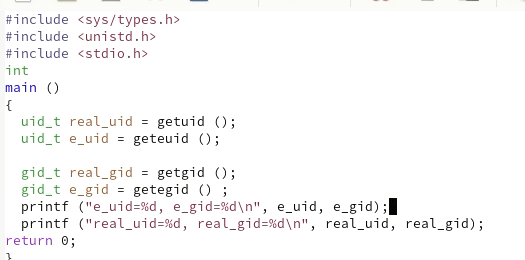 #include <sys/types.h>
#include <unistd.h>
#include <stdio.h>
int
main ()
{
  uid_t real_uid = getuid ();
  uid_t e_uid = geteuid ();

  gid_t real_gid = getgid ();
  gid_t e_gid = getegid () ;
  printf ("e_uid=%d, e_gid=%d\n", e_uid, e_gid);
  printf ("real_uid=%d, real_gid=%d\n", real_uid, real_gid);
return 0;
}